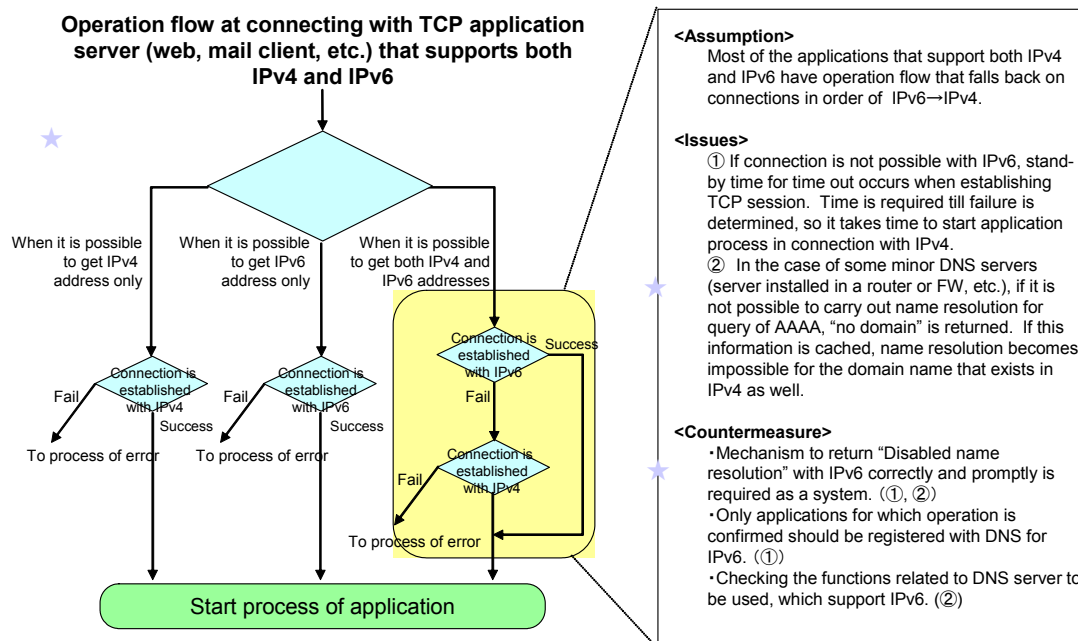 Operation flow at connecting with TCP application
server (web, mail client, etc.) that supports both
IPv4 and IPv6
When it is possible
to get IPv4
address only
When it is possible
to get IPv6
address only
When it is possible
to get both IPv4 and
IPv6 addresses
Connection is
established
with IPv4
Fail
Success
To process of error
Connection is
established
with IPv6
Fail
Success
To process of error
Connection is
established
with IPv6
Success
Fail
Connection is
established
with IPv4
Fail
To process of error
Start process of application
<Assumption>
Most of the applications that support both IPv4
and IPv6 have operation flow that falls back on
connections in order of IPv6→IPv4.
<Issues>
① If connection is not possible with IPv6, stand-
by time for time out occurs when establishing
TCP session. Time is required till failure is
determined, so it takes time to start application
process in connection with IPv4.
② In the case of some minor DNS servers
(server installed in a router or FW, etc.), if it is
not possible to carry out name resolution for
query of AAAA, “no domain” is returned. If this
information is cached, name resolution becomes
impossible for the domain name that exists in
IPv4 as well.
<Countermeasure>
・Mechanism to return “Disabled name
resolution” with IPv6 correctly and promptly is
required as a system. (①, ②)
・Only applications for which operation is
confirmed should be registered with DNS for
IPv6. (①)
・Checking the functions related to DNS server to
be used, which support IPv6. (②)